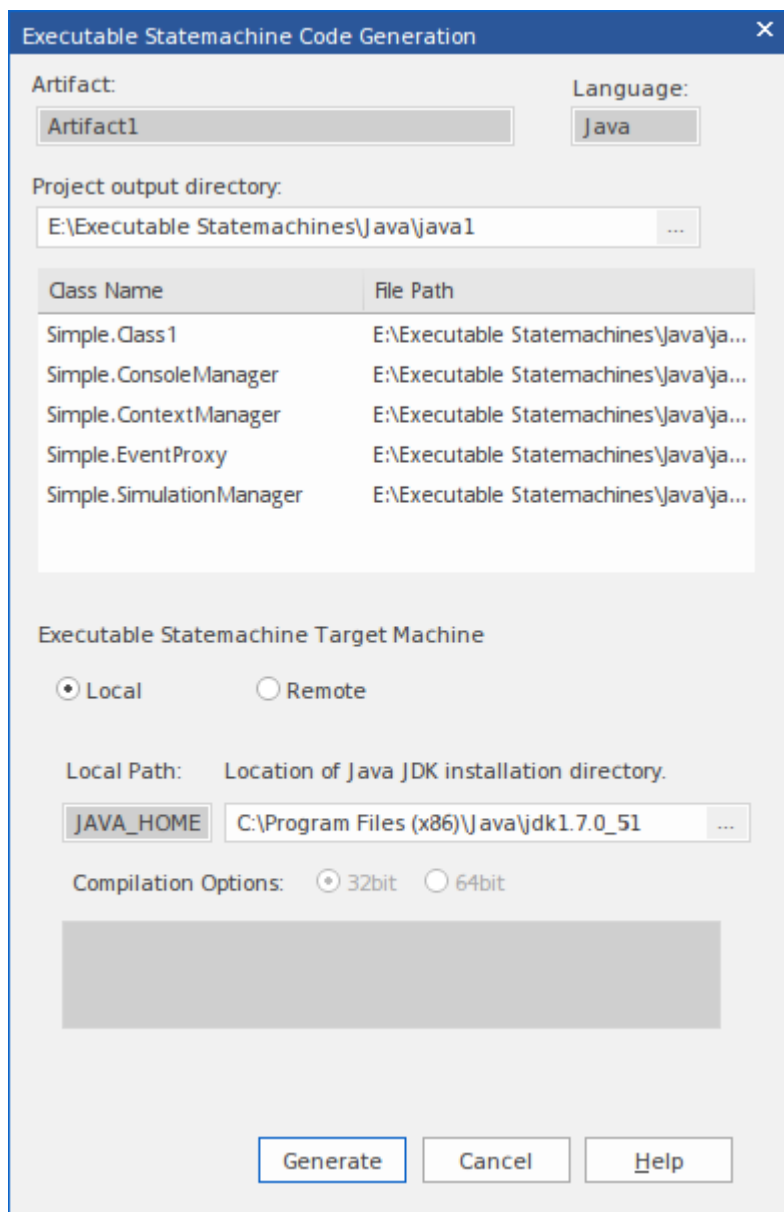 Executable Statemachine Code Generation
Artifact:
Language:
Artifact1
Java
Project output directory:
E:\Executable Statemachines\Java\java1 ...
Class Name File Path
Simple.Class1 E:\Executable Statemachines\Java\ja...
Simple.ConsoleManager E:\Executable Statemachines\Java\ja...
Simple.ContextManager E:\Executable Statemachines\Java\ja...
Simple.EventProxy E:\Executable Statemachines\Java\ja...
Simple.SimulationManager E:\Executable Statemachines\Java\ja...
Executable Statemachine Target Machine
Local Remote
Local Path: Location of Java JDK installation directory.
JAVA_HOME C:\Program Files (x86)\Java\jdk1.7.0_51 ...
Compilation Options: 32bit 64bit
Generate Cancel Help